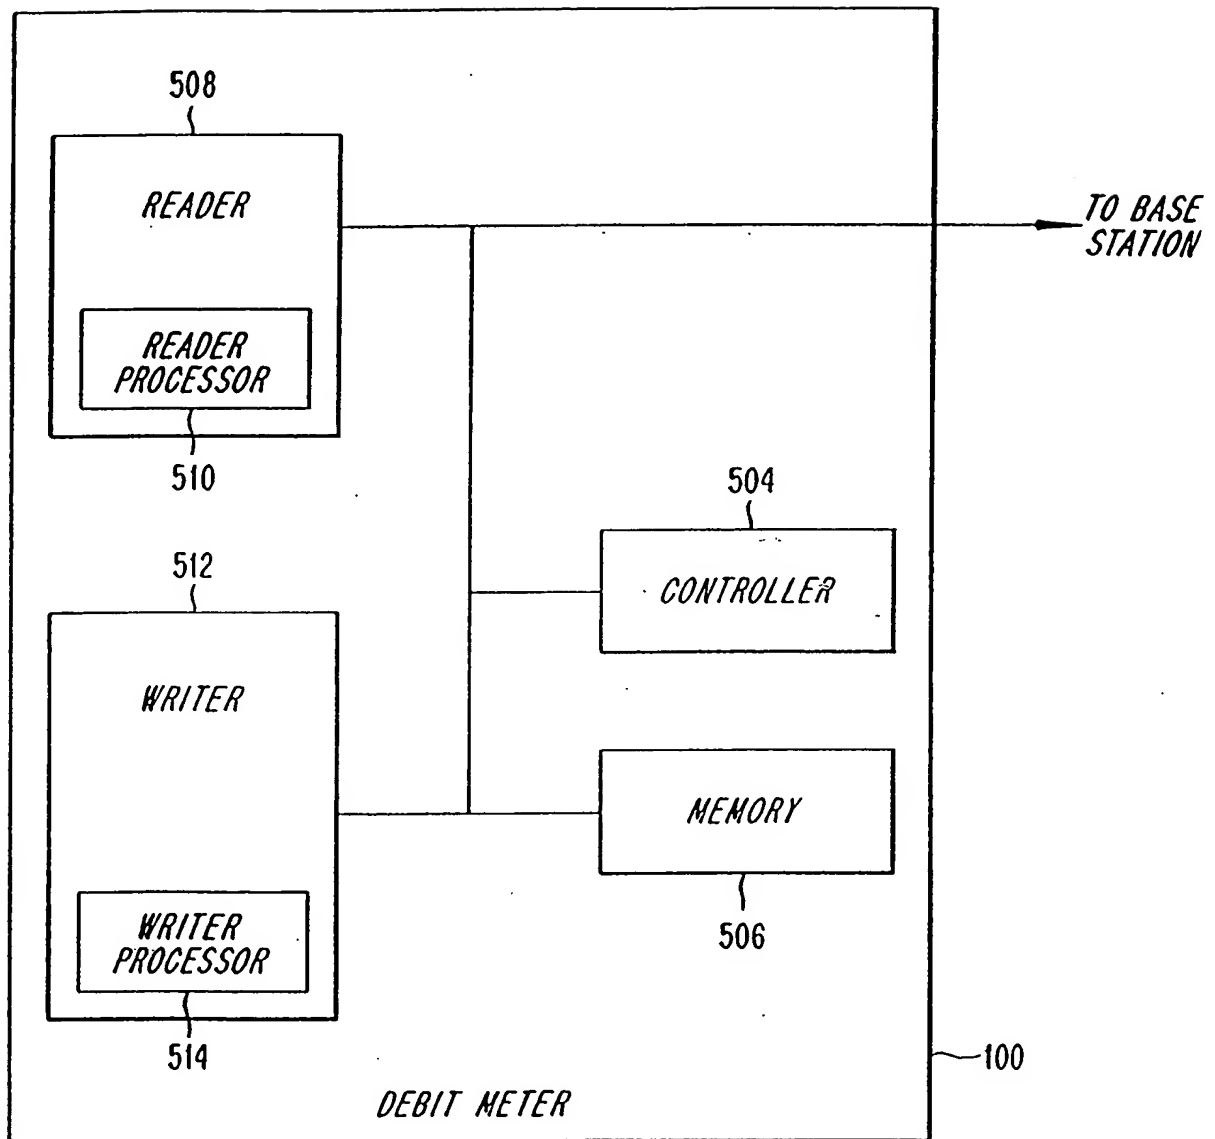 508
READER
TO BASE
STATION
READER
PROCESSOR
510
504
CONTROLLER
512
WRITER
MEMORY
506
WRITER
PROCESSOR
514
100
DEBIT METER